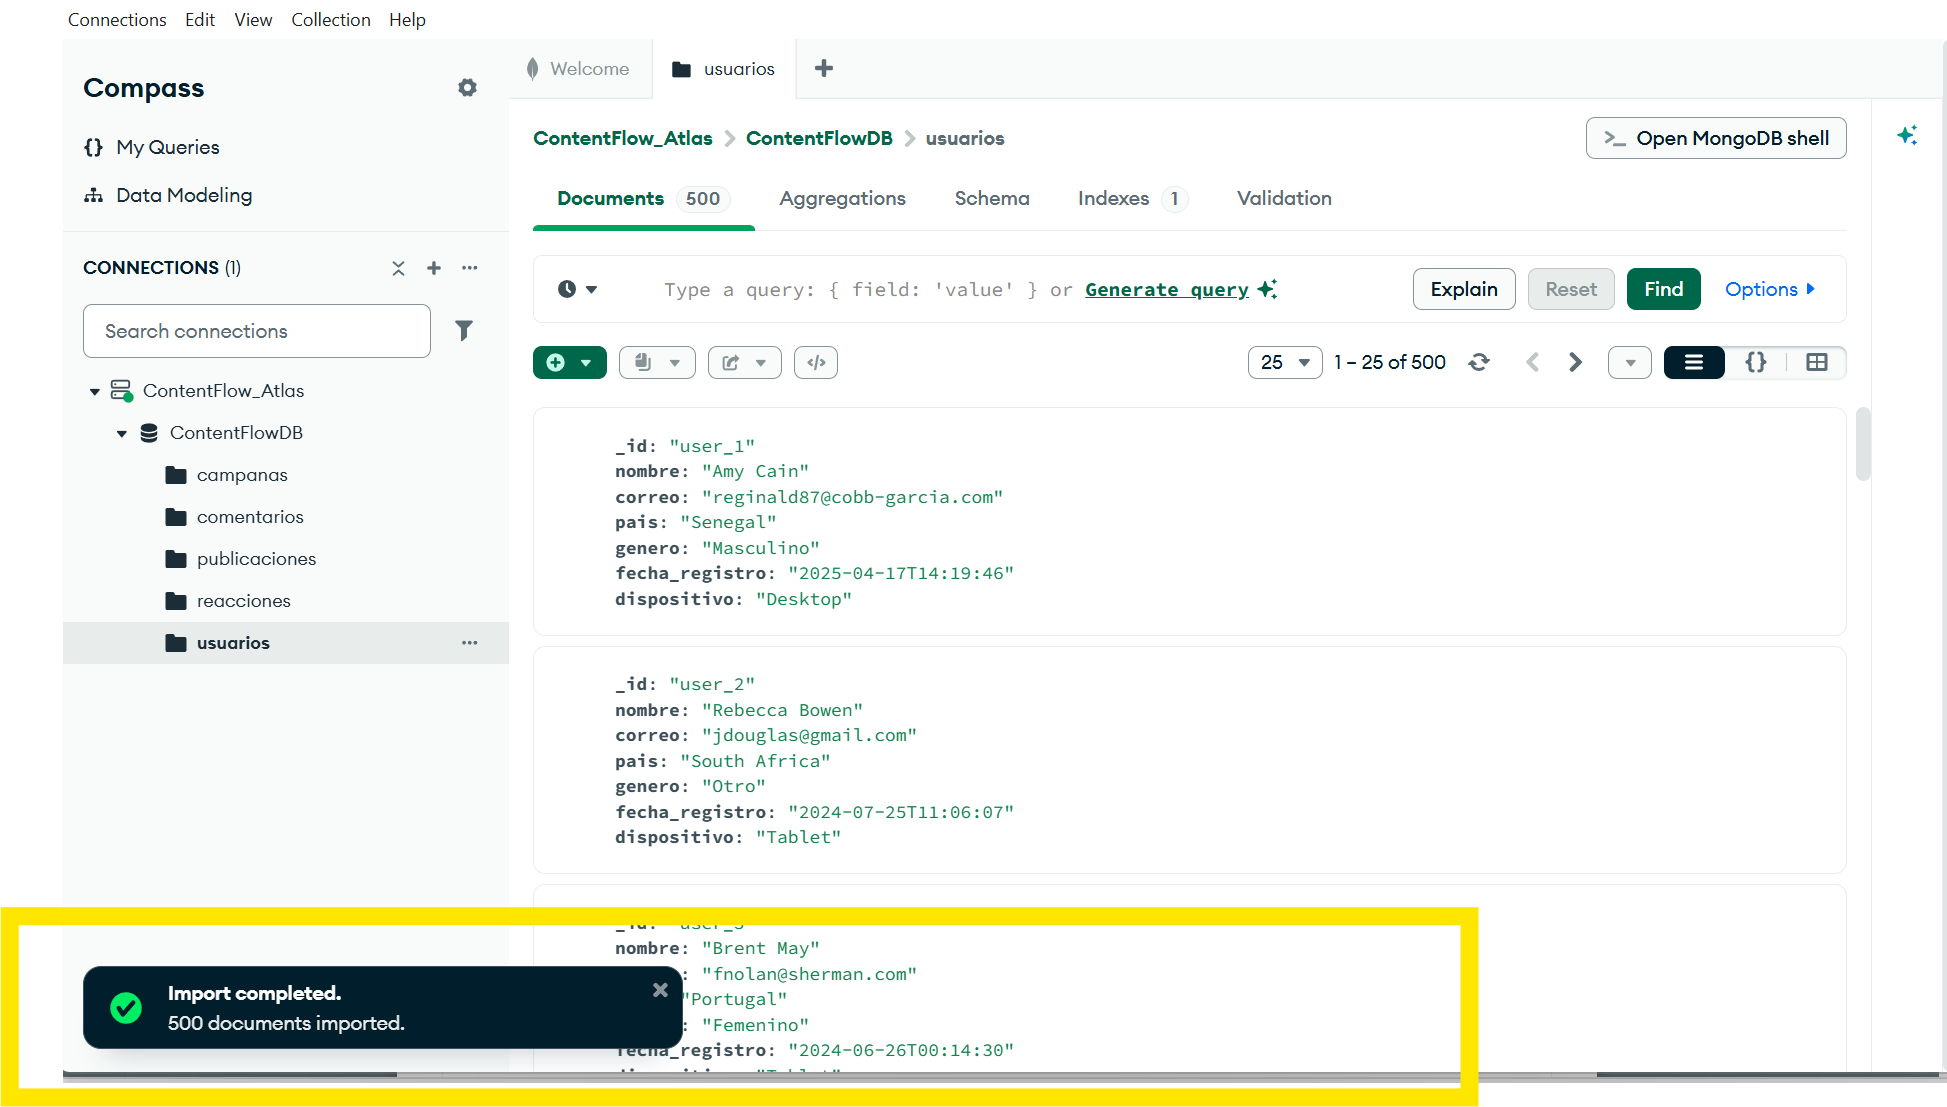 Connections Edit View Collection Help
Compass
My Queries
Data Modeling
CONNECTIONS (1)
Search connections
ContentFlow_Atlas
ContentFlowDB
campanas
comentarios
publicaciones
reacciones
usuarios
Welcome
usuarios
ContentFlow_Atlas > ContentFlowDB > usuarios
>_ Open MongoDB shell
Documents 500 Aggregations Schema Indexes 1 Validation
Type a query: { field: 'value' } or Generate query
Explain Reset Find Options
25 1 – 25 of 500
_id: "user_1"
nombre: "Amy Cain"
correo: "reginald87@cobb-garcia.com"
pais: "Senegal"
genero: "Masculino"
fecha_registro: "2025-04-17T14:19:46"
dispositivo: "Desktop"
_id: "user_2"
nombre: "Rebecca Bowen"
correo: "jdouglas@gmail.com"
pais: "South Africa"
genero: "Otro"
fecha_registro: "2024-07-25T11:06:07"
dispositivo: "Tablet"
nombre: "Brent May"
: "fnolan@sherman.com"
"Portugal"
: "Femenino"
fecha_registro: "2024-06-26T00:14:30"
Import completed.
500 documents imported.